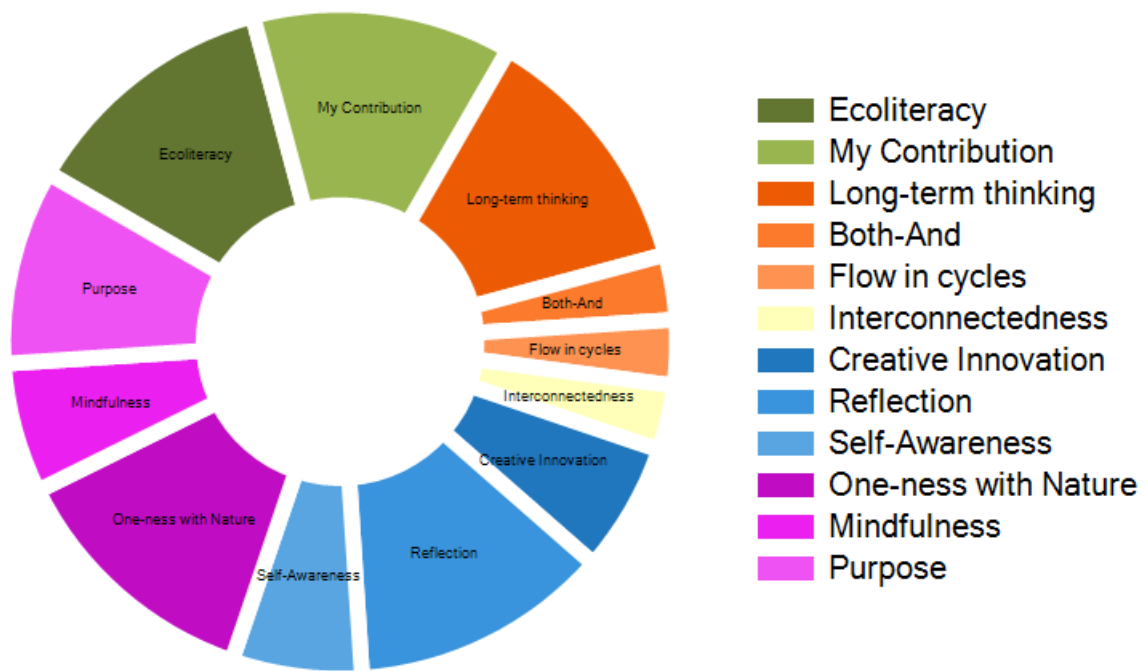 My Contribution
Ecoliteracy
Long-term thinking
Purpose
Both-And
Flow in cycles
Mindfulness
Interconnectedness
Creative Innovation
One-ness with Nature
Reflection
Self-Awareness
Ecoliteracy
My Contribution
Long-term thinking
Both-And
Flow in cycles
Interconnectedness
Creative Innovation
Reflection
Self-Awareness
One-ness with Nature
Mindfulness
Purpose